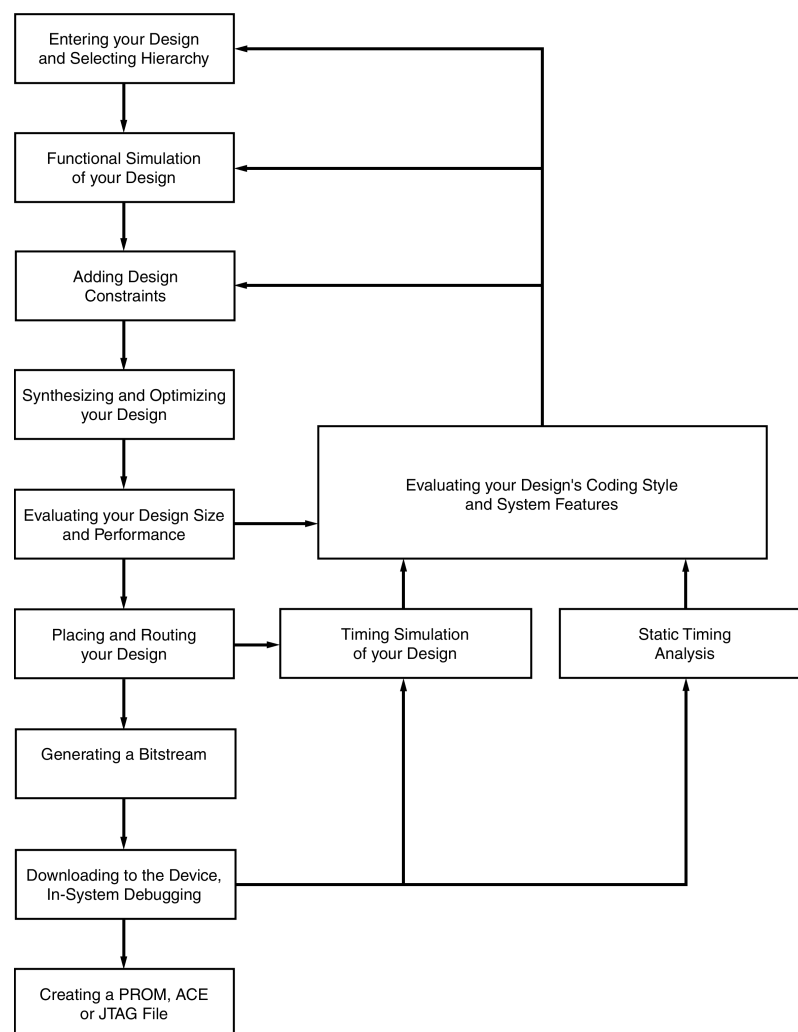 Entering your Design
and Selecting Hierarchy
Functional Simulation
of your Design
Adding Design
Constraints
Synthesizing and Optimizing
your Design
Evaluating your Design's Coding Style
and System Features
Evaluating your Design Size
and Performance
Placing and Routing
your Design
Timing Simulation
of your Design
Static Timing
Analysis
Generating a Bitstream
Downloading to the Device,
In-System Debugging
Creating a PROM, ACE
or JTAG File